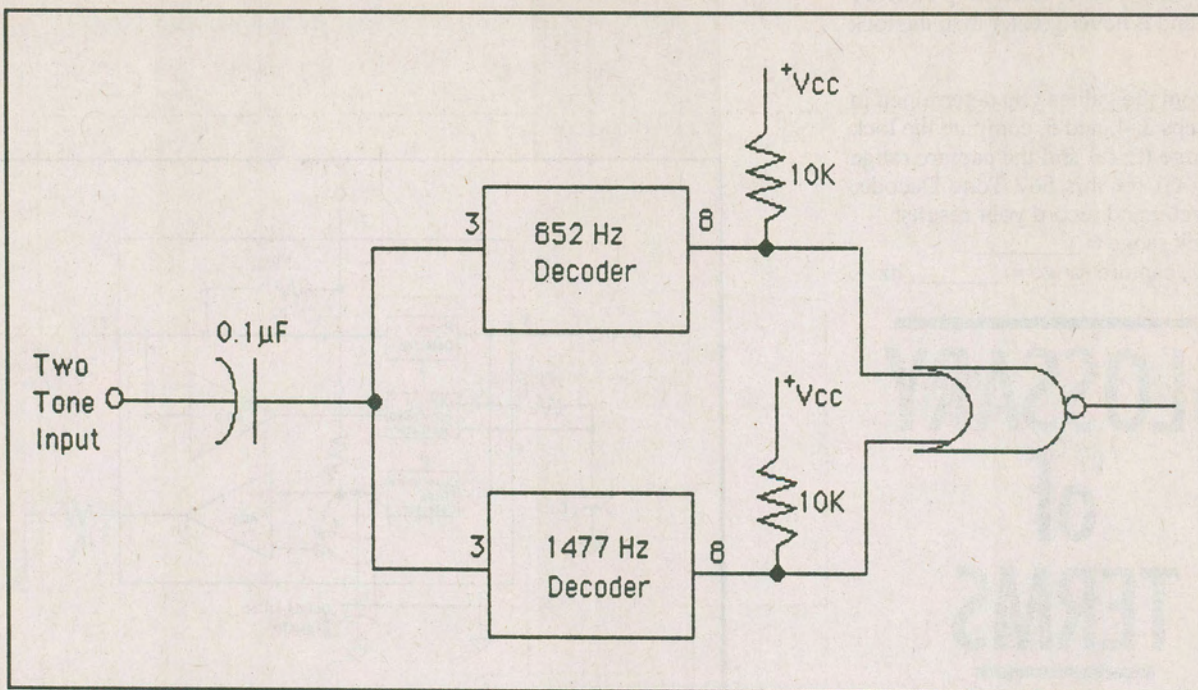 +Vcc
10K
3
852 Hz
Decoder
8
0.1µF
Two
Tone
Input
+Vcc
10K
3
1477 Hz
Decoder
8